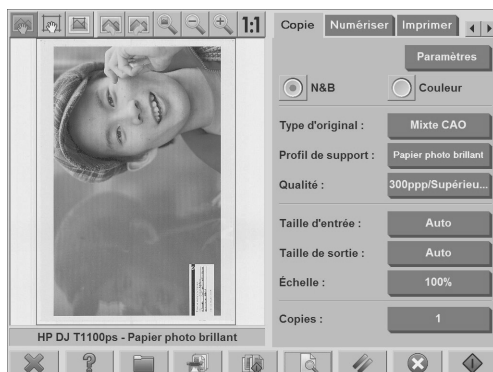 1:1
Copie Numériser Imprimer
Paramètres
N&B Couleur
Type d'original : Mixte CAO
Profil de support : Papier photo brillant
Qualité : 300ppp/Supérieu...
Taille d'entrée : Auto
Taille de sortie : Auto
Échelle : 100%
Copies : 1
HP DJ T1100ps - Papier photo brillant